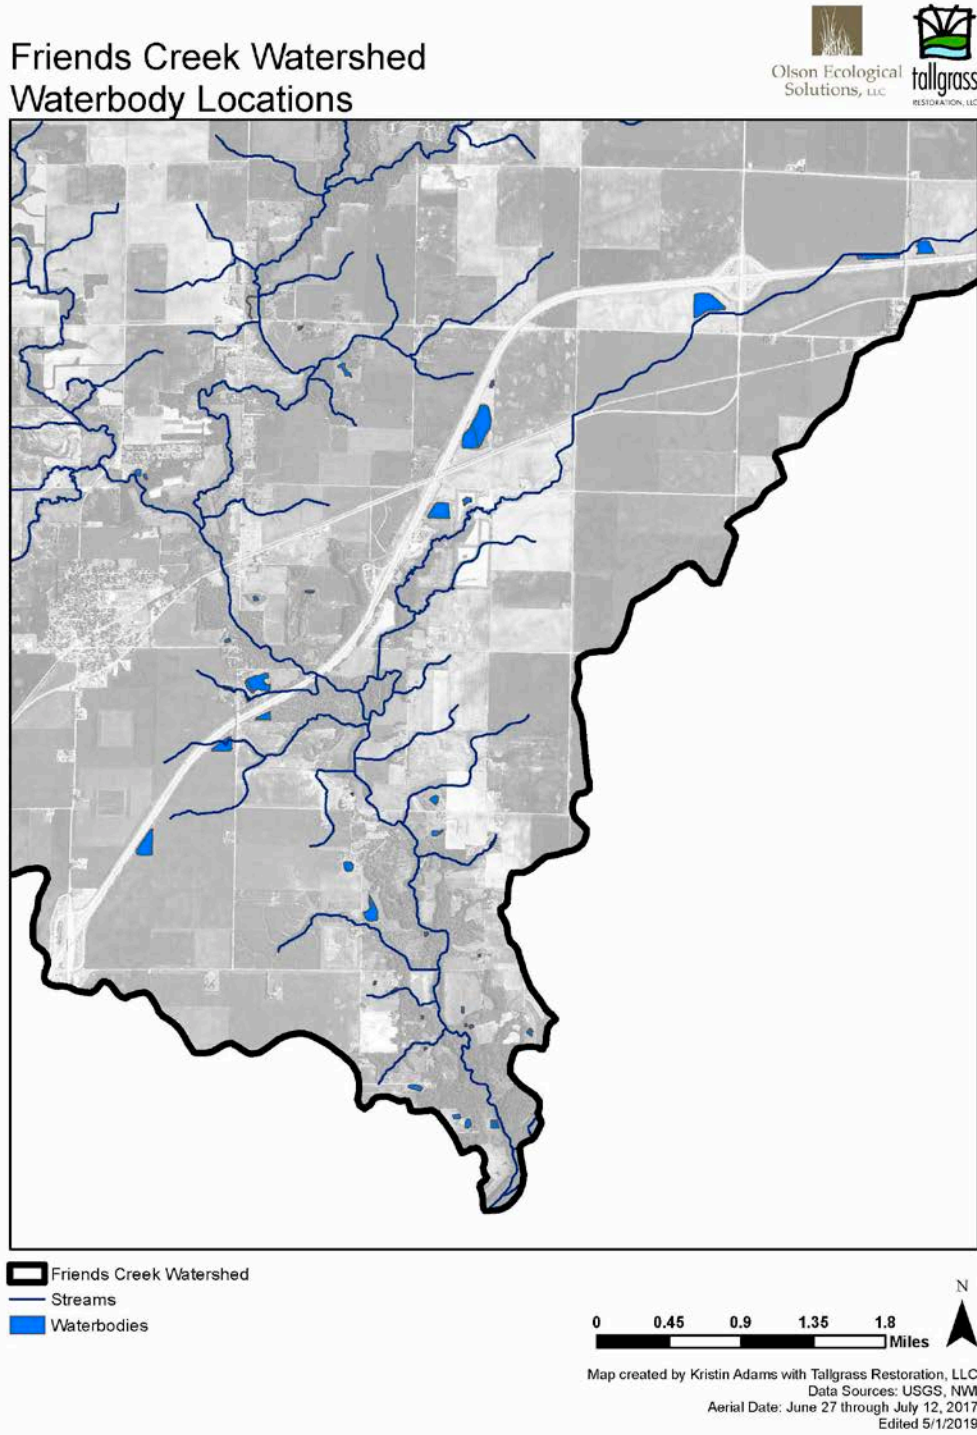 Friends Creek Watershed
Waterbody Locations
Olson Ecological
Solutions, LLC
tallgrass
RESTORATION, LLC
Friends Creek Watershed
Streams
Waterbodies
N
0 0.45 0.9 1.35 1.8
Miles
Map created by Kristin Adams with Tallgrass Restoration, LLC
Data Sources: USGS, NWI
Aerial Date: June 27 through July 12, 2017
Edited 5/1/2019